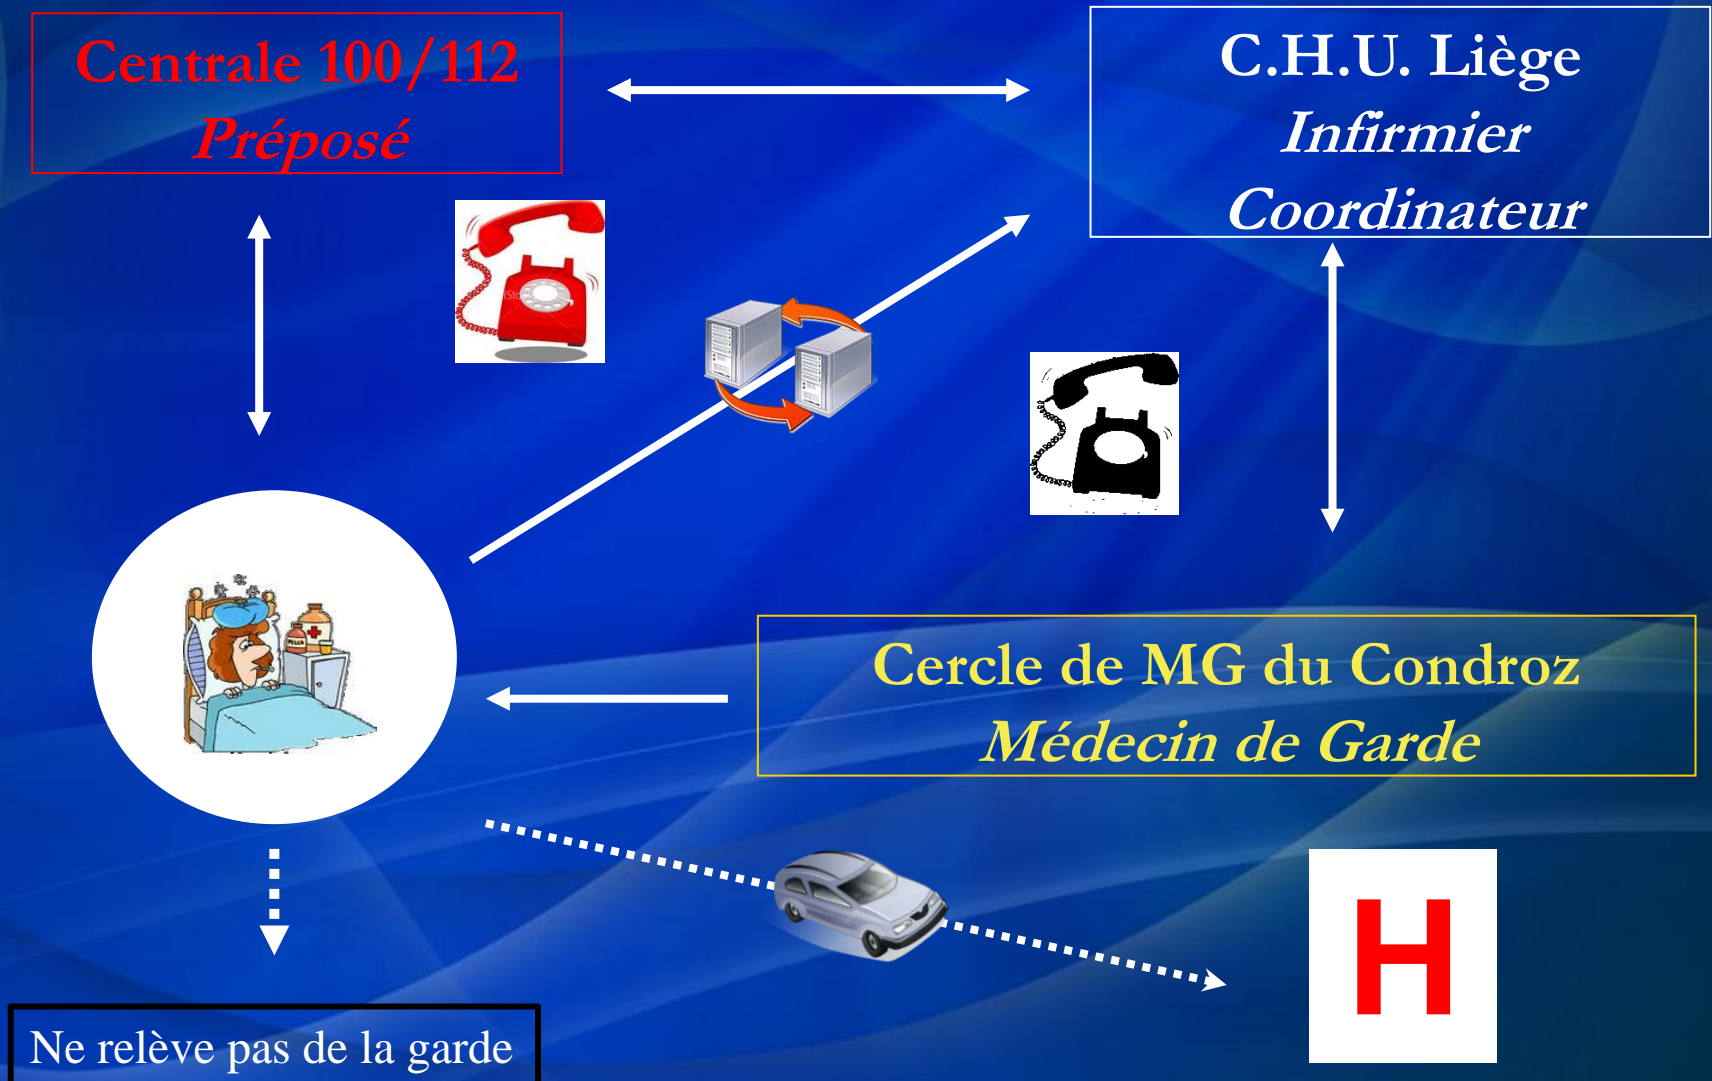 Centrale 100/112
Préposé
C.H.U. Liège
Infirmier
Coordinateur
Cercle de MG du Condroz
Médecin de Garde
H
Ne relève pas de la garde